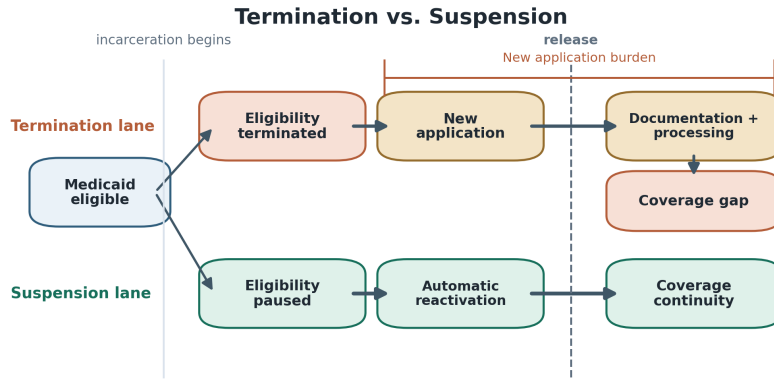 Termination vs. Suspension
incarceration begins
release
New application burden
Termination lane
Eligibility
terminated
New
application
Documentation +
processing
Medicaid
eligible
Coverage gap
Suspension lane
Eligibility
paused
Automatic
reactivation
Coverage
continuity